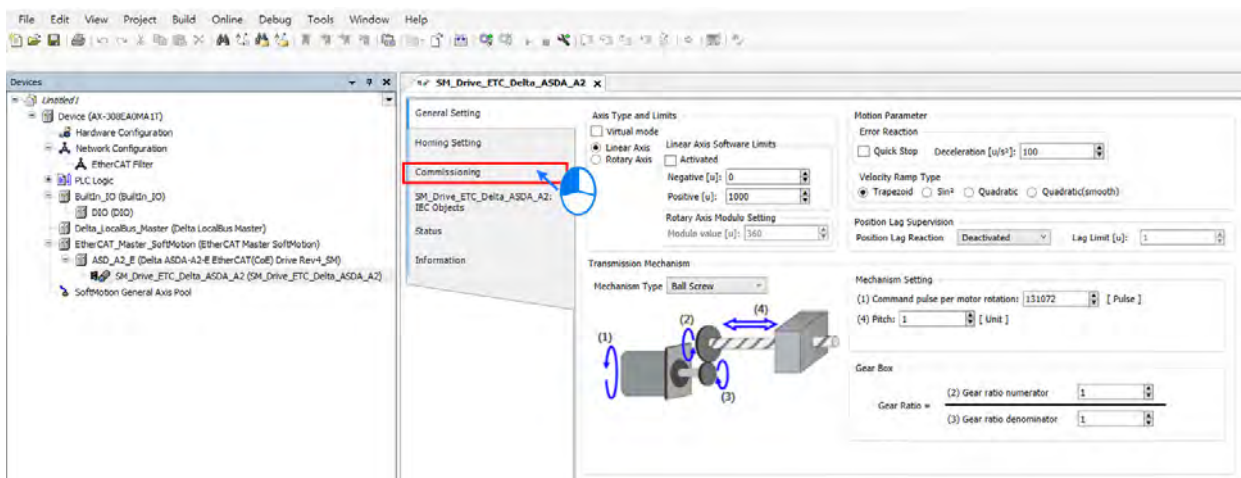 File Edit View Project Build Online Debug Tools Window Help
Devices
Untitled1
Device (AX-308EA0MA1T)
Hardware Configuration
Network Configuration
EtherCAT Filter
PLC Logic
BuiltIn_IO (BuiltIn_IO)
DIO (DIO)
Delta_LocalBus_Master (Delta LocalBus Master)
EtherCAT_Master_SoftMotion (EtherCAT Master SoftMotion)
ASD_A2_E (Delta ASDA-A2-E EtherCAT(CoE) Drive Rev4_SM)
SM_Drive_ETC_Delta_ASDA_A2 (SM_Drive_ETC_Delta_ASDA_A2)
SoftMotion General Axis Pool
SM_Drive_ETC_Delta_ASDA_A2 x
General Setting
Homing Setting
Commissioning
SM_Drive_ETC_Delta_ASDA_A2:
IEC Objects
Status
Information
Axis Type and Limits
Virtual mode
Linear Axis
Rotary Axis
Linear Axis Software Limits
Activated
Negative [u]: 0
Positive [u]: 1000
Rotary Axis Modulo Setting
Modulo value [u]: 360
Motion Parameter
Error Reaction
Quick Stop Deceleration [u/s²]: 100
Velocity Ramp Type
Trapezoid Sin² Quadratic Quadratic(smooth)
Position Lag Supervision
Position Lag Reaction Deactivated Lag Limit [u]: 1
Transmission Mechanism
Mechanism Type Ball Screw
(1)
(2)
(4)
(3)
Mechanism Setting
(1) Command pulse per motor rotation: 131072 [ Pulse ]
(4) Pitch: 1 [ Unit ]
Gear Box
Gear Ratio =
(2) Gear ratio numerator 1
(3) Gear ratio denominator 1